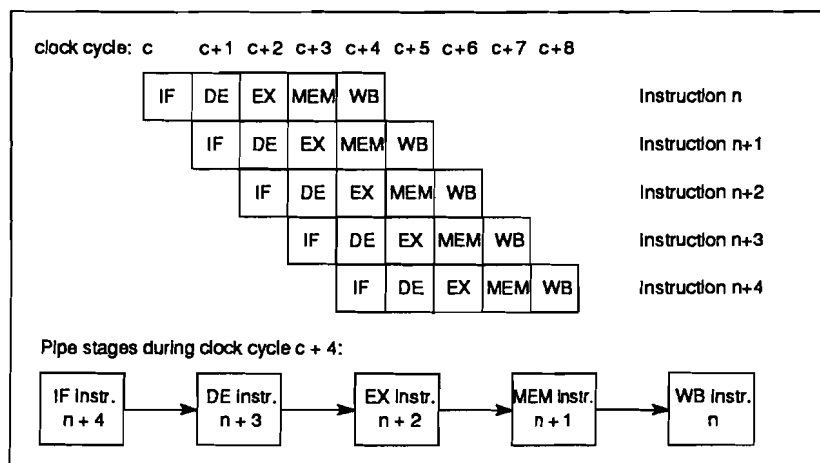 clock cycle: c c+1 c+2 c+3 c+4 c+5 c+6 c+7 c+8
IF DE EX MEM WB Instruction n
IF DE EX MEM WB Instruction n+1
IF DE EX MEM WB Instruction n+2
IF DE EX MEM WB Instruction n+3
IF DE EX MEM WB Instruction n+4
Pipe stages during clock cycle c + 4:
IF Instr. DE instr. EX instr. MEM instr. WB instr.
n + 4 n + 3 n + 2 n + 1 n